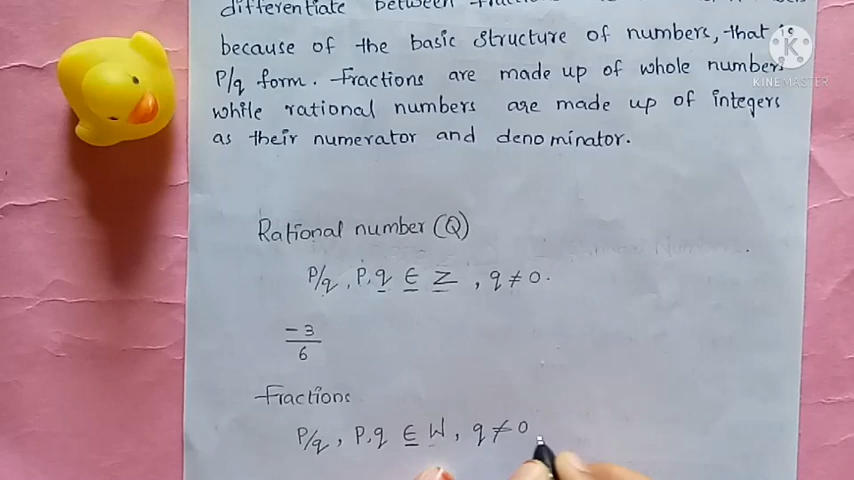 differentiate between
because of the basic structure of numbers, that is
P/q form. Fractions are made up of whole numbers
while rational numbers are made up of integers
as their numerator and denominator.
Rational number (Q)
P/q, P, q ∈ Z, q ≠ 0.
-3
6
Fractions
P/q, P, q ∈ W, q ≠ 0
K
KINEMASTER